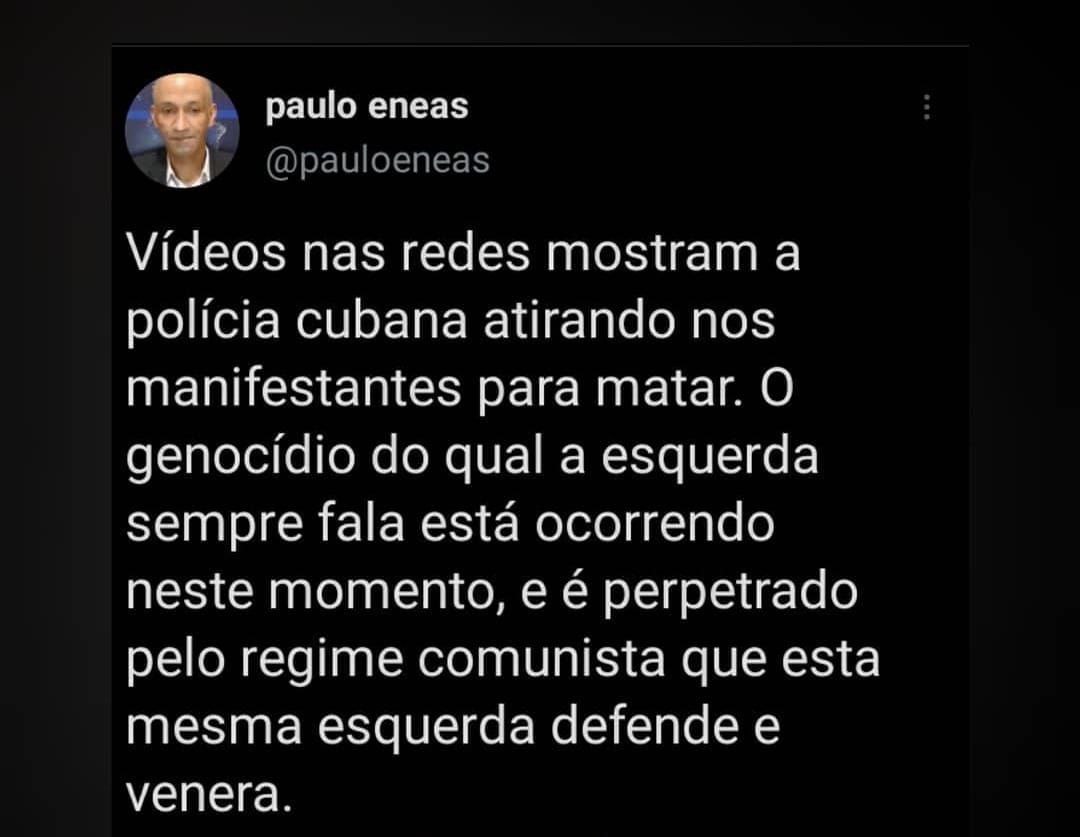 paulo eneas
@pauloeneas
Vídeos nas redes mostram a
polícia cubana atirando nos
manifestantes para matar. O
genocídio do qual a esquerda
sempre fala está ocorrendo
neste momento, e é perpetrado
pelo regime comunista que esta
mesma esquerda defende e
venera.